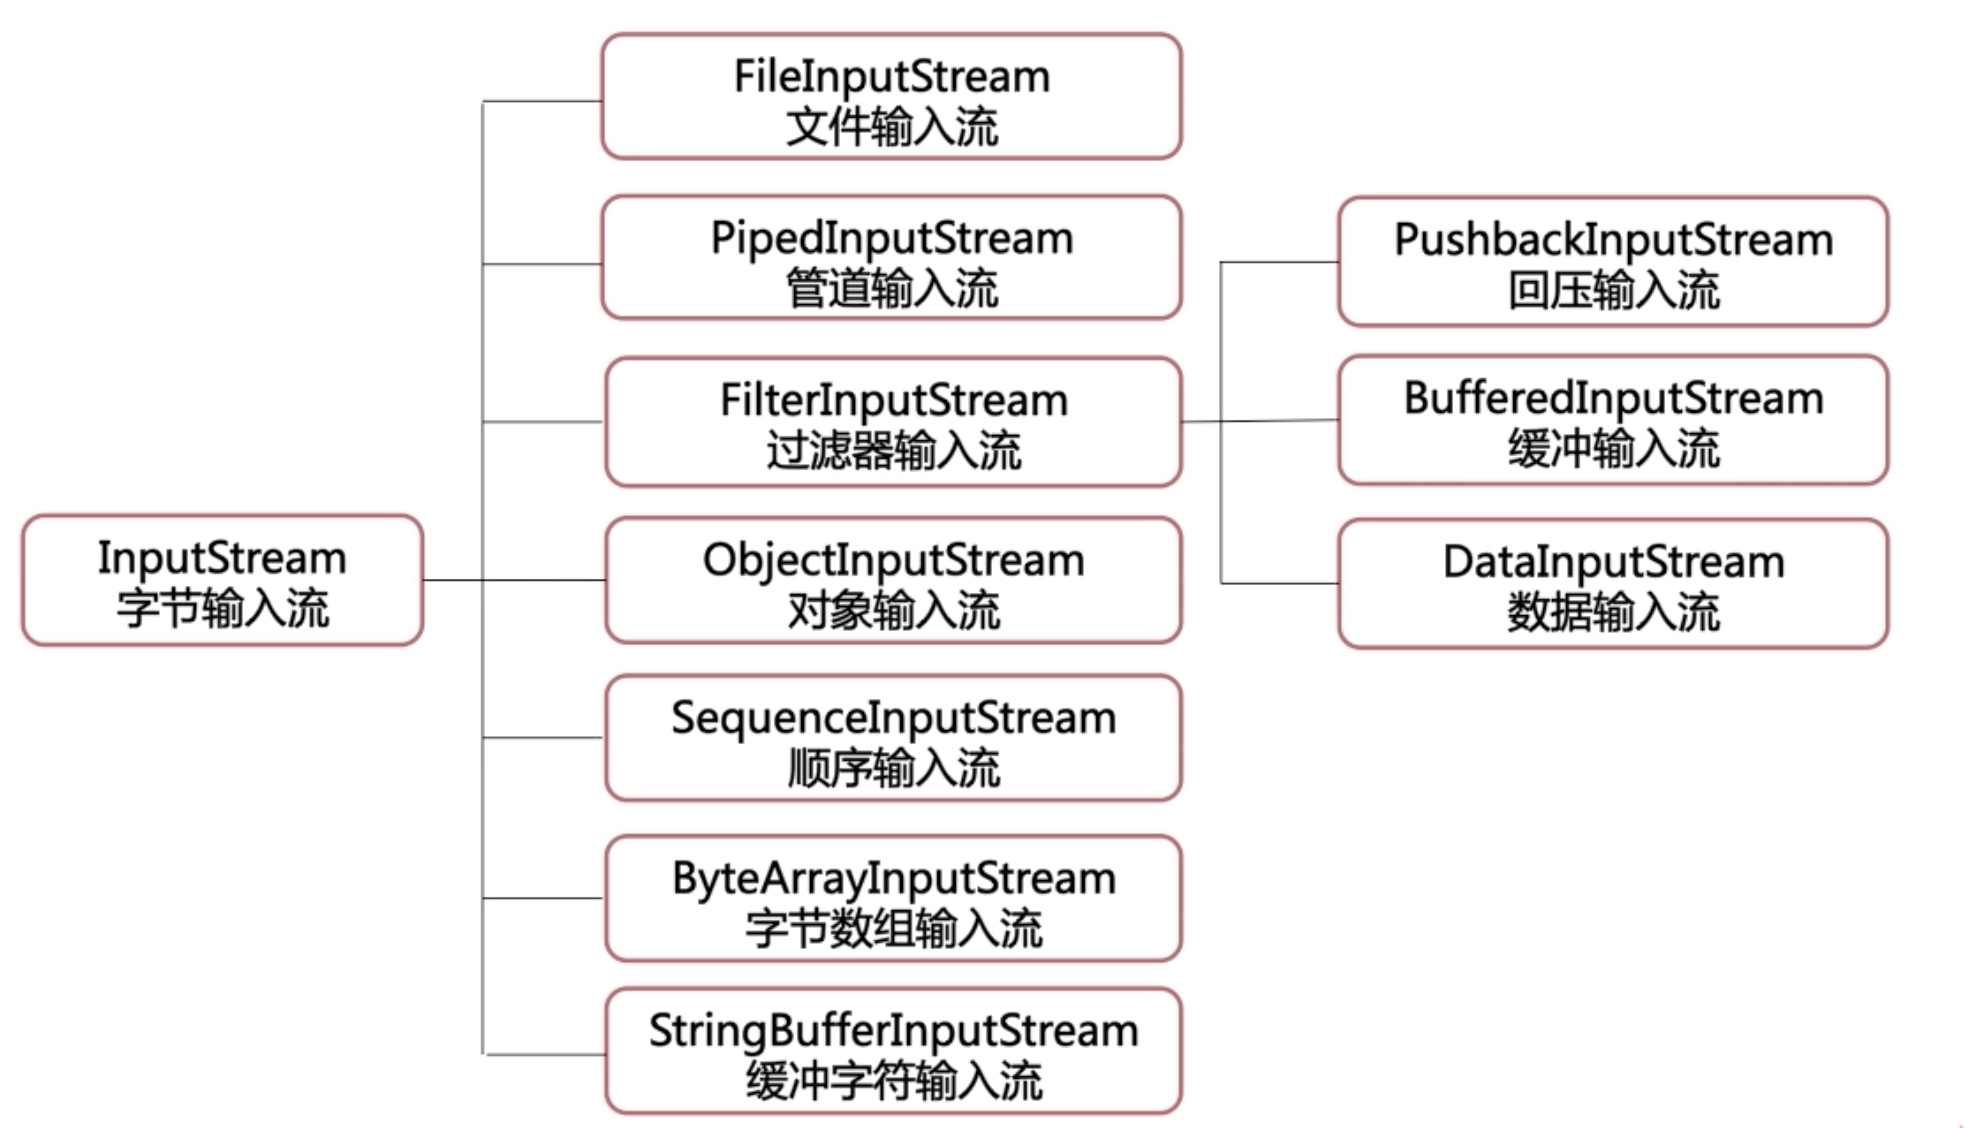 InputStream
字节输入流
FileInputStream
文件输入流
PipedInputStream
管道输入流
FilterInputStream
过滤器输入流
ObjectInputStream
对象输入流
SequenceInputStream
顺序输入流
ByteArrayInputStream
字节数组输入流
StringBufferInputStream
缓冲字符输入流
PushbackInputStream
回压输入流
BufferedInputStream
缓冲输入流
DataInputStream
数据输入流